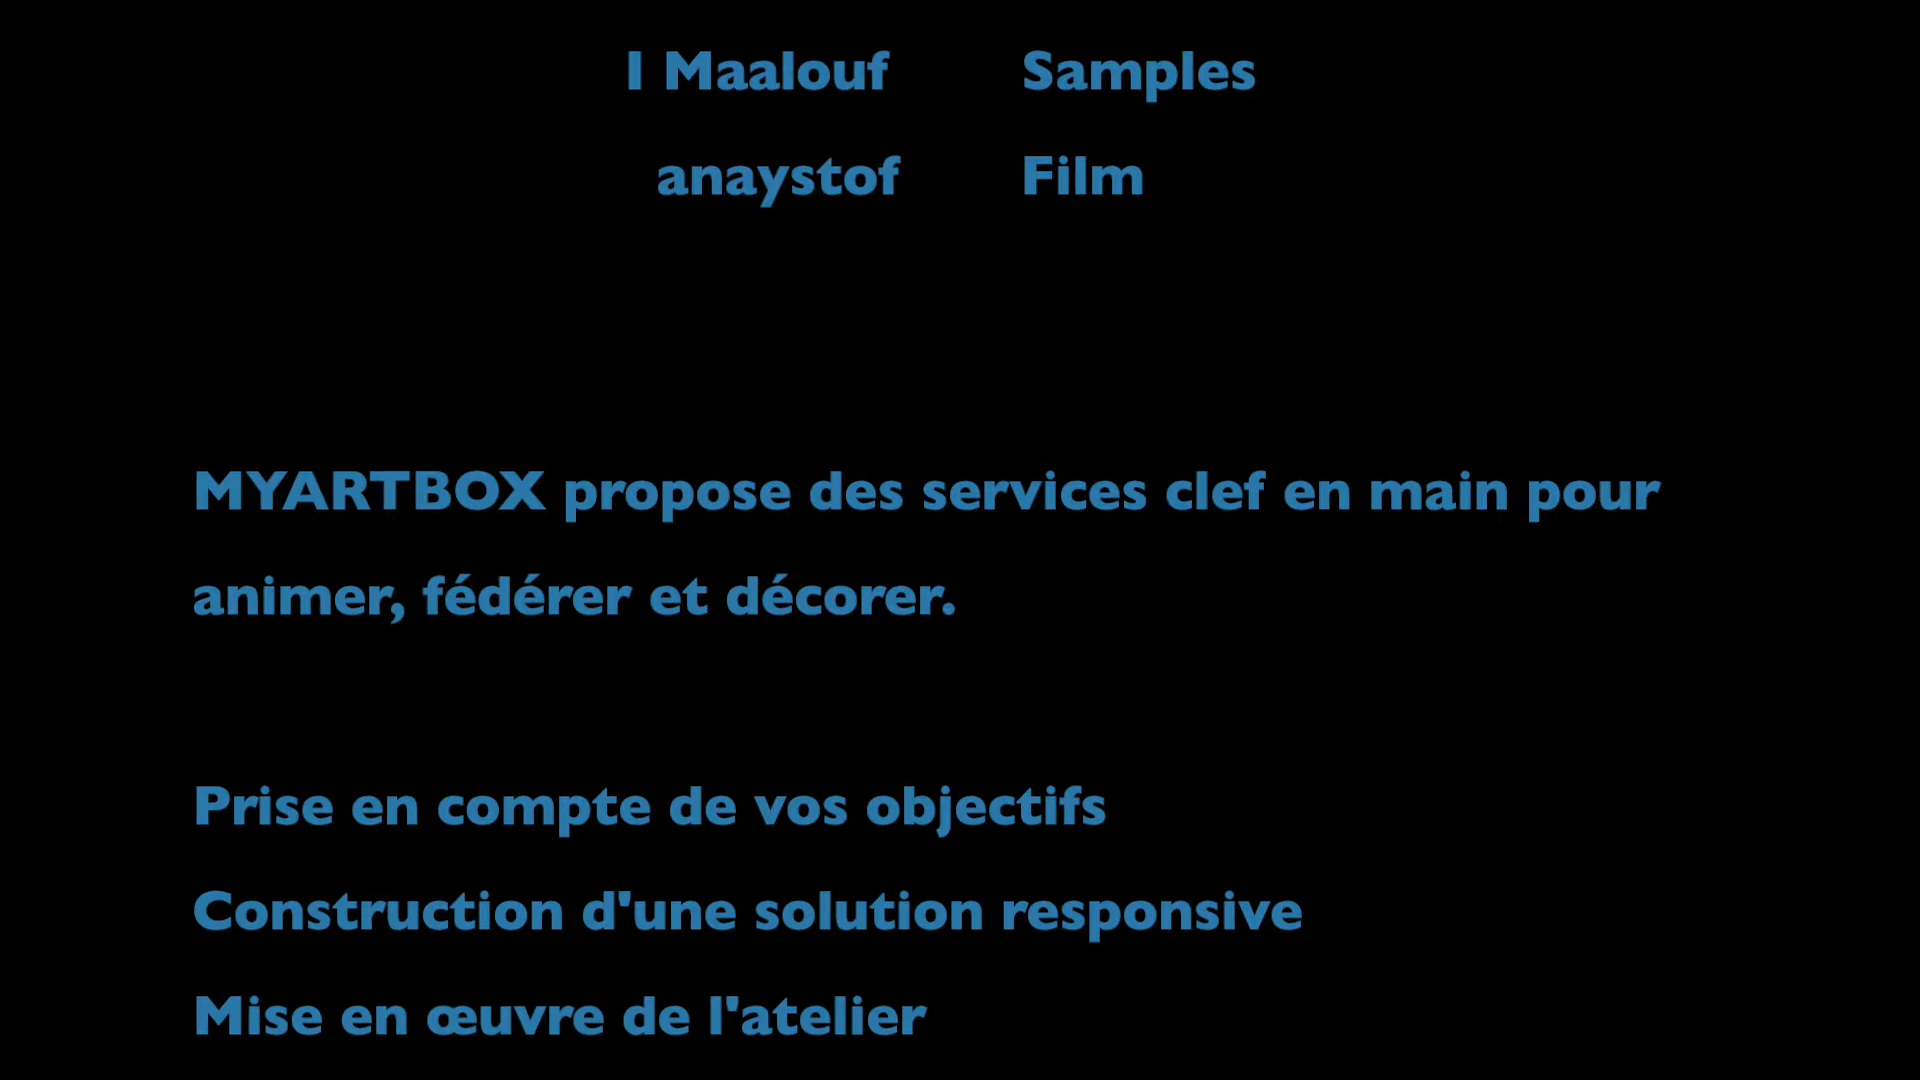 I Maalouf Samples
anaystof Film
MYARTBOX propose des services clef en main pour
animer, fédérer et décorer.
Prise en compte de vos objectifs
Construction d'une solution responsive
Mise en œuvre de l'atelier